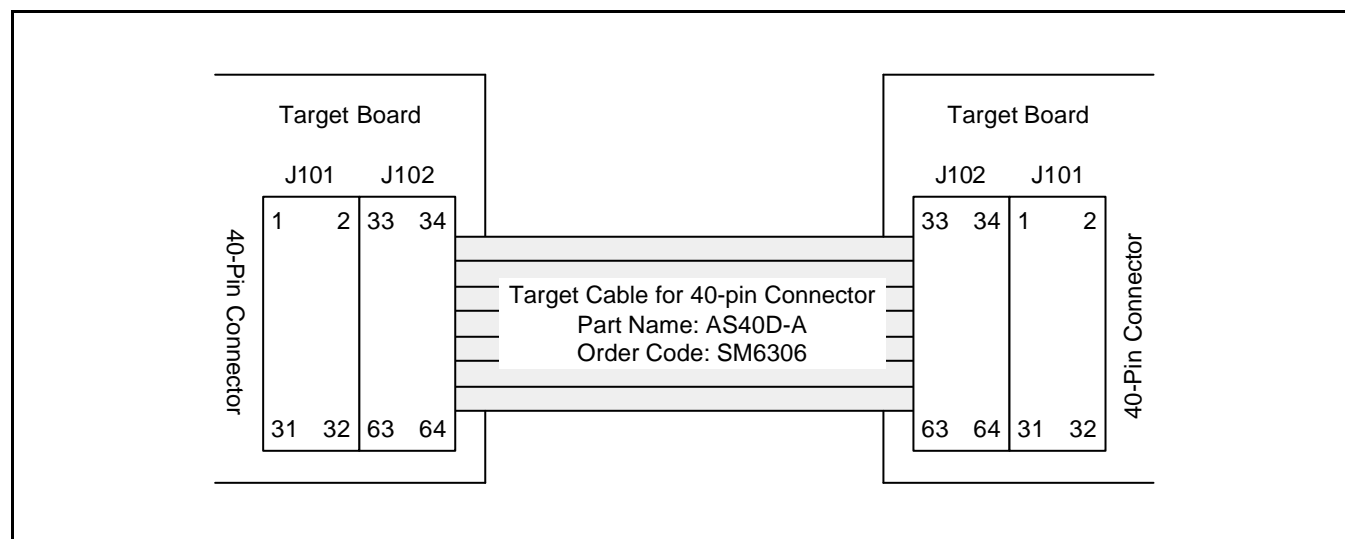 Target Board
J101 J102
1 2 33 34
31 32 63 64
40-Pin Connector
Target Cable for 40-pin Connector
Part Name: AS40D-A
Order Code: SM6306
Target Board
J102 J101
33 34 1 2
63 64 31 32
40-Pin Connector